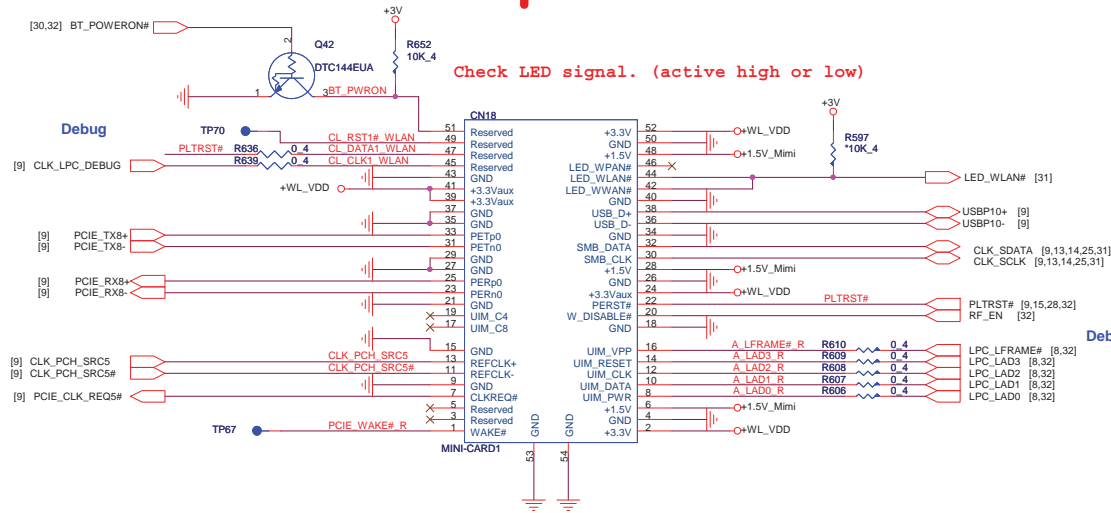 +3V
[30,32] BT_POWERON#
2
Q42
DTC144EUA
R652
10K_4
1
3
BT_PWRON
Check LED signal. (active high or low)
+3V
R597
*10K_4
Debug
TP70
CN18
PLTRST# R636 0_4
[9] CLK_LPC_DEBUG R639 0_4
CL_RST1#_WLAN
CL_DATA1_WLAN
CL_CLK1_WLAN
+WL_VDD
51 Reserved +3.3V 52 +WL_VDD
49 Reserved GND 50
47 Reserved +1.5V 48 +1.5V_Mimi
45 Reserved LED_WPAN# 46
43 GND LED_WLAN# 44 LED_WLAN# [31]
41 +3.3Vaux LED_WWAN# 42
39 +3.3Vaux GND 40
37 GND USB_D+ 38 USBP10+ [9]
35 GND USB_D- 36 USBP10- [9]
[9] PCIE_TX8+ 33 PETp0 GND 34
[9] PCIE_TX8- 31 PETn0 SMB_DATA 32 CLK_SDATA [9,13,14,25,31]
29 GND SMB_CLK 30 CLK_SCLK [9,13,14,25,31]
27 GND +1.5V 28 +1.5V_Mimi
[9] PCIE_RX8+ 25 PERp0 GND 26
[9] PCIE_RX8- 23 PERn0 +3.3Vaux 24 +WL_VDD
21 GND PERST# 22 PLTRST# PLTRST# [9,15,28,32]
19 UIM_C4 W_DISABLE# 20 RF_EN [32]
17 UIM_C8 GND 18
Deb
15 GND UIM_VPP 16 A_LFRAME#_R R610 0_4 LPC_LFRAME# [8,32]
[9] CLK_PCH_SRC5 CLK_PCH_SRC5 13 REFCLK+ UIM_RESET 14 A_LAD3_R R609 0_4 LPC_LAD3 [8,32]
[9] CLK_PCH_SRC5# CLK_PCH_SRC5# 11 REFCLK- UIM_CLK 12 A_LAD2_R R608 0_4 LPC_LAD2 [8,32]
9 GND UIM_DATA 10 A_LAD1_R R607 0_4 LPC_LAD1 [8,32]
[9] PCIE_CLK_REQ5# 7 CLKREQ# UIM_PWR 8 A_LAD0_R R606 0_4 LPC_LAD0 [8,32]
5 Reserved +1.5V 6 +1.5V_Mimi
3 Reserved GND 4
TP67 PCIE_WAKE#_R 1 WAKE# +3.3V 2 +WL_VDD
GND GND
MINI-CARD1
53 54